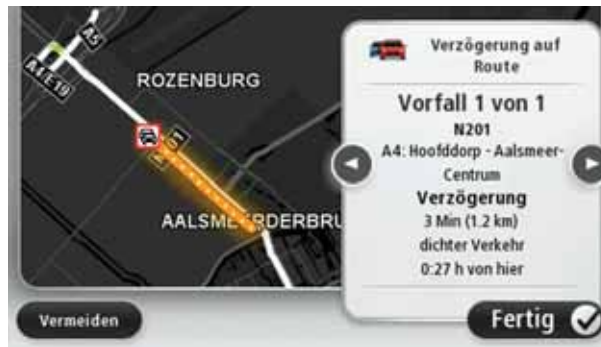 A5
A4/E19
ROZENBURG
AALSMEERDERBRU
Verzögerung auf
Route
Vorfall 1 von 1
N201
A4: Hoofddorp - Aalsmeer-
Centrum
Verzögerung
3 Min (1.2 km)
dichter Verkehr
0:27 h von hier
Vermeiden
Fertig